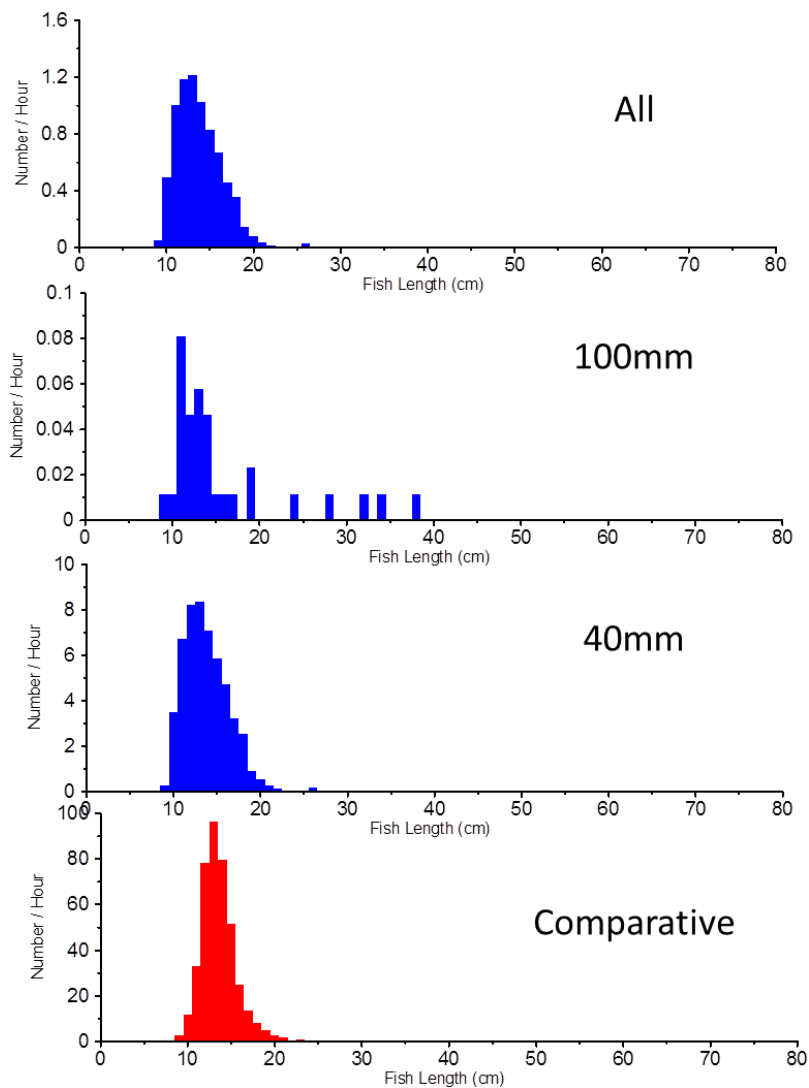 1.6
1.2
0.8
0.4
0
Number / Hour
All
0 10 20 30 40 50 60 70 80
Fish Length (cm)
0.1
0.08
0.06
0.04
0.02
0
Number / Hour
100mm
0 10 20 30 40 50 60 70 80
Fish Length (cm)
10
8
6
4
2
0
Number / Hour
40mm
0 10 20 30 40 50 60 70 80
Fish Length (cm)
100
80
60
40
20
0
Number / Hour
Comparative
0 10 20 30 40 50 60 70 80
Fish Length (cm)